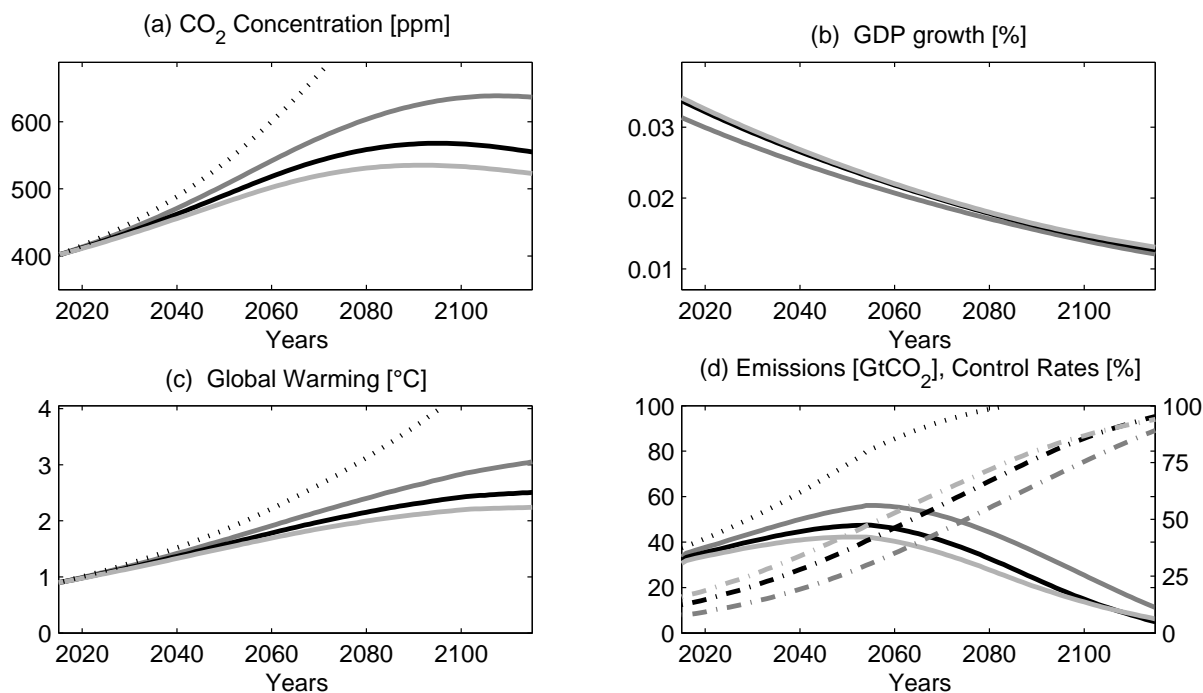 (a) CO2 Concentration [ppm]
600
500
400
2020 2040 2060 2080 2100
Years
(b) GDP growth [%]
0.03
0.02
0.01
2020 2040 2060 2080 2100
Years
(c) Global Warming [°C]
4
3
2
1
0
2020 2040 2060 2080 2100
Years
(d) Emissions [GtCO2], Control Rates [%]
100
80
60
40
20
0
100
75
50
25
0
2020 2040 2060 2080 2100
Years